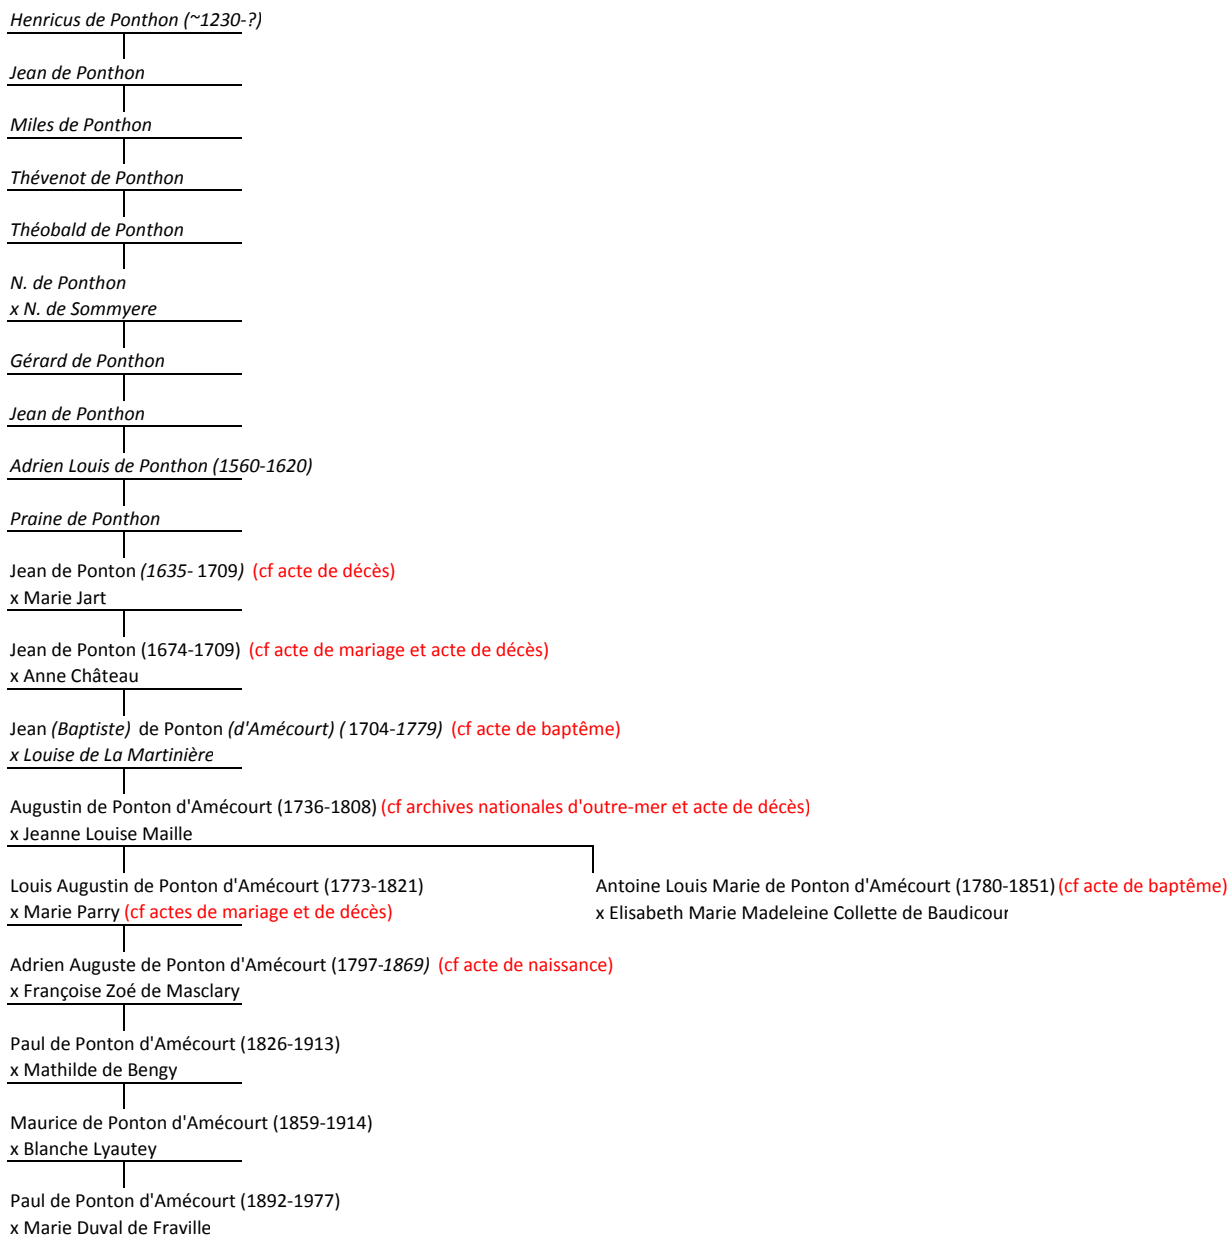 Henricus de Ponthon (~1230-?)
Jean de Ponthon
Miles de Ponthon
Thévenot de Ponthon
Théobald de Ponthon
N. de Ponthon
x N. de Sommyere
Gérard de Ponthon
Jean de Ponthon
Adrien Louis de Ponthon (1560-1620)
Praine de Ponthon
Jean de Ponton (1635- 1709) (cf acte de décès)
x Marie Jart
Jean de Ponton (1674-1709) (cf acte de mariage et acte de décès)
x Anne Château
Jean (Baptiste) de Ponton (d'Amécourt) ( 1704-1779) (cf acte de baptême)
x Louise de La Martinière
Augustin de Ponton d'Amécourt (1736-1808) (cf archives nationales d'outre-mer et acte de décès)
x Jeanne Louise Maille
Louis Augustin de Ponton d'Amécourt (1773-1821)
x Marie Parry (cf actes de mariage et de décès)
Antoine Louis Marie de Ponton d'Amécourt (1780-1851) (cf acte de baptême)
x Elisabeth Marie Madeleine Collette de Baudicour
Adrien Auguste de Ponton d'Amécourt (1797-1869) (cf acte de naissance)
x Françoise Zoé de Masclary
Paul de Ponton d'Amécourt (1826-1913)
x Mathilde de Bengy
Maurice de Ponton d'Amécourt (1859-1914)
x Blanche Lyautey
Paul de Ponton d'Amécourt (1892-1977)
x Marie Duval de Fraville